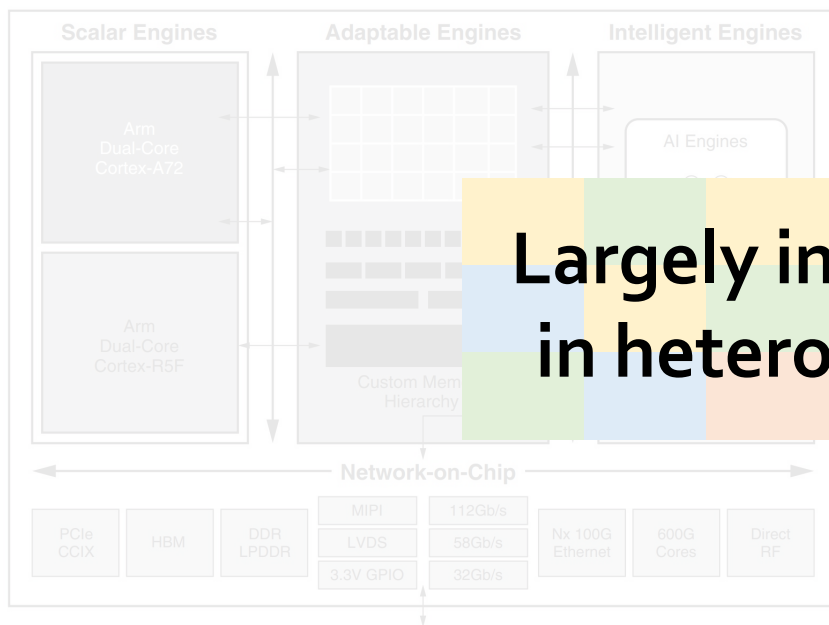 Scalar Engines
Adaptable Engines
Intelligent Engines
Arm
Dual-Core
Cortex-A72
AI Engines
Largely in
in hetero
Arm
Dual-Core
Cortex-R5F
Custom Mem
Hierarchy
Network-on-Chip
PCIe
CCIX
HBM
DDR
LPDDR
MIPI
LVDS
3.3V GPIO
112Gb/s
58Gb/s
32Gb/s
Nx 100G
Ethernet
600G
Cores
Direct
RF